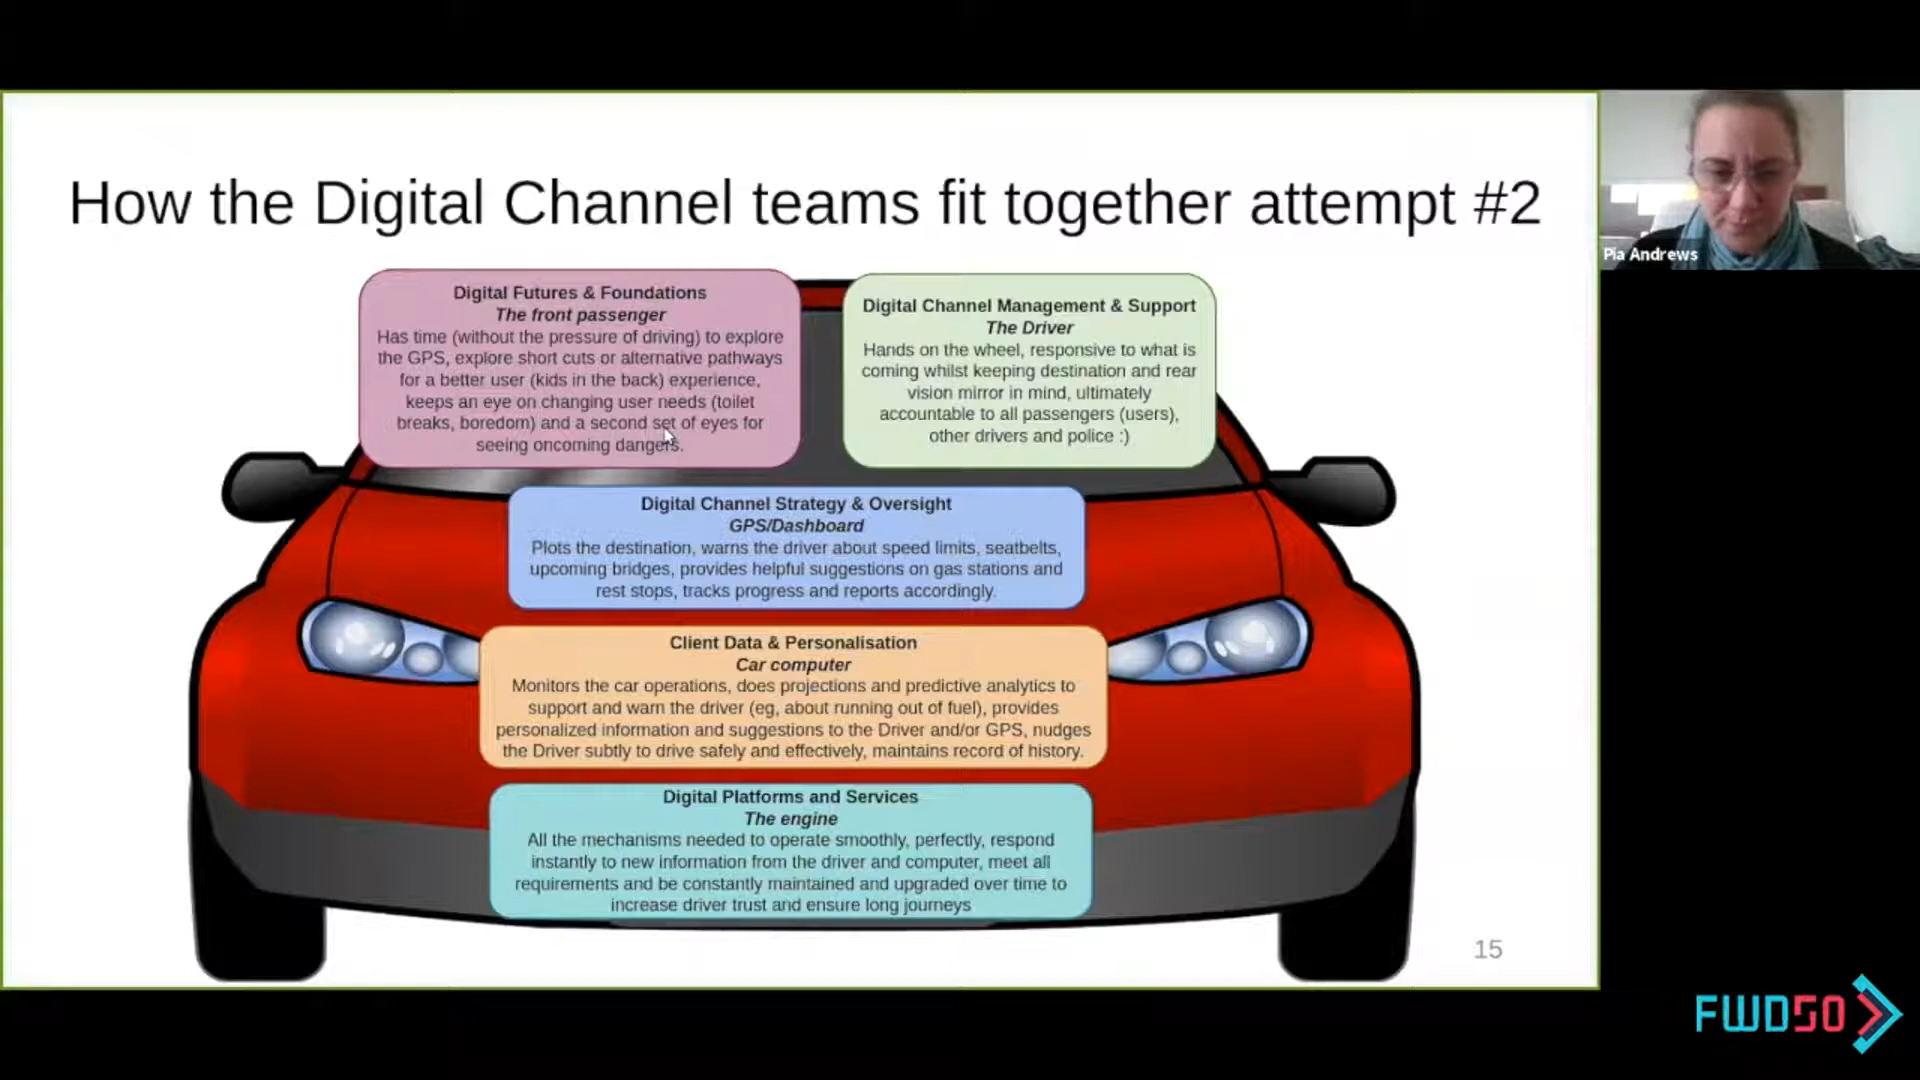 How the Digital Channel teams fit together attempt #2
Pia Andrews
Digital Futures & Foundations
The front passenger
Has time (without the pressure of driving) to explore
the GPS, explore short cuts or alternative pathways
for a better user (kids in the back) experience,
keeps an eye on changing user needs (toilet
breaks, boredom) and a second set of eyes for
seeing oncoming dangers.
Digital Channel Management & Support
The Driver
Hands on the wheel, responsive to what is
coming whilst keeping destination and rear
vision mirror in mind, ultimately
accountable to all passengers (users),
other drivers and police :)
Digital Channel Strategy & Oversight
GPS/Dashboard
Plots the destination, warns the driver about speed limits, seatbelts,
upcoming bridges, provides helpful suggestions on gas stations and
rest stops, tracks progress and reports accordingly.
Client Data & Personalisation
Car computer
Monitors the car operations, does projections and predictive analytics to
support and warn the driver (eg, about running out of fuel), provides
personalized information and suggestions to the Driver and/or GPS, nudges
the Driver subtly to drive safely and effectively, maintains record of history.
Digital Platforms and Services
The engine
All the mechanisms needed to operate smoothly, perfectly, respond
instantly to new information from the driver and computer, meet all
requirements and be constantly maintained and upgraded over time to
increase driver trust and ensure long journeys
15
FWD50